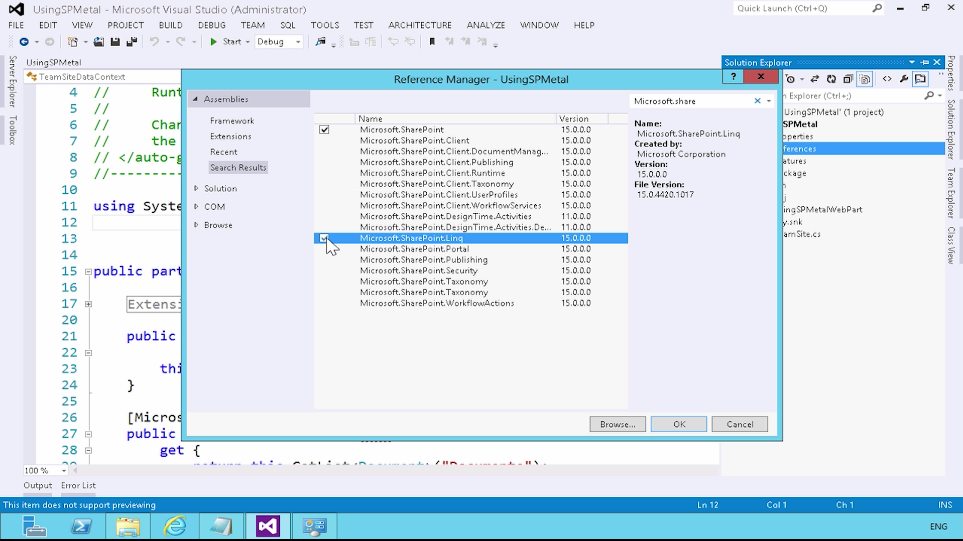 UsingSPMetal - Microsoft Visual Studio (Administrator)
Quick Launch (Ctrl+Q)
FILE EDIT VIEW PROJECT BUILD DEBUG TEAM SQL TOOLS TEST ARCHITECTURE ANALYZE WINDOW HELP
Start Debug
Server Explorer
Toolbox
UsingSPMetal
TeamSiteDataContext
4 // Runt
5 //
6 // Chan
7 // the
8 // </auto-g
9 //----------
10
11 using Syste
12
13
14
15 public part
16
17 Extensi
20
21 public
22
23 this
24 }
25
26 [Micros
27 public
28 get {
return this.GetList<Document>("Documents");
100 %
Reference Manager - UsingSPMetal
?
Assemblies
Framework
Extensions
Recent
Search Results
Solution
COM
Browse
Name Version
Microsoft.SharePoint 15.0.0.0
Microsoft.SharePoint.Client 15.0.0.0
Microsoft.SharePoint.Client.DocumentManag... 15.0.0.0
Microsoft.SharePoint.Client.Publishing 15.0.0.0
Microsoft.SharePoint.Client.Runtime 15.0.0.0
Microsoft.SharePoint.Client.Taxonomy 15.0.0.0
Microsoft.SharePoint.Client.UserProfiles 15.0.0.0
Microsoft.SharePoint.Client.WorkflowServices 15.0.0.0
Microsoft.SharePoint.DesignTime.Activities 11.0.0.0
Microsoft.SharePoint.DesignTime.Activities.De... 11.0.0.0
Microsoft.SharePoint.Linq 15.0.0.0
Microsoft.SharePoint.Portal 15.0.0.0
Microsoft.SharePoint.Publishing 15.0.0.0
Microsoft.SharePoint.Security 15.0.0.0
Microsoft.SharePoint.Taxonomy 15.0.0.0
Microsoft.SharePoint.Taxonomy 15.0.0.0
Microsoft.SharePoint.WorkflowActions 15.0.0.0
Microsoft.share
Name:
Microsoft.SharePoint.Linq
Created by:
Microsoft Corporation
Version:
15.0.0.0
File Version:
15.0.4420.1017
Browse... OK Cancel
Solution Explorer
Explorer (Ctrl+;)
UsingSPMetal' (1 project)
SPMetal
operties
ferences
atures
ckage
ingSPMetalWebPart
y.snk
amSite.cs
Properties
Solution Explorer
Team Explorer
Class View
Output Error List
This item does not support previewing
Ln 12 Col 1 Ch 1 INS
ENG